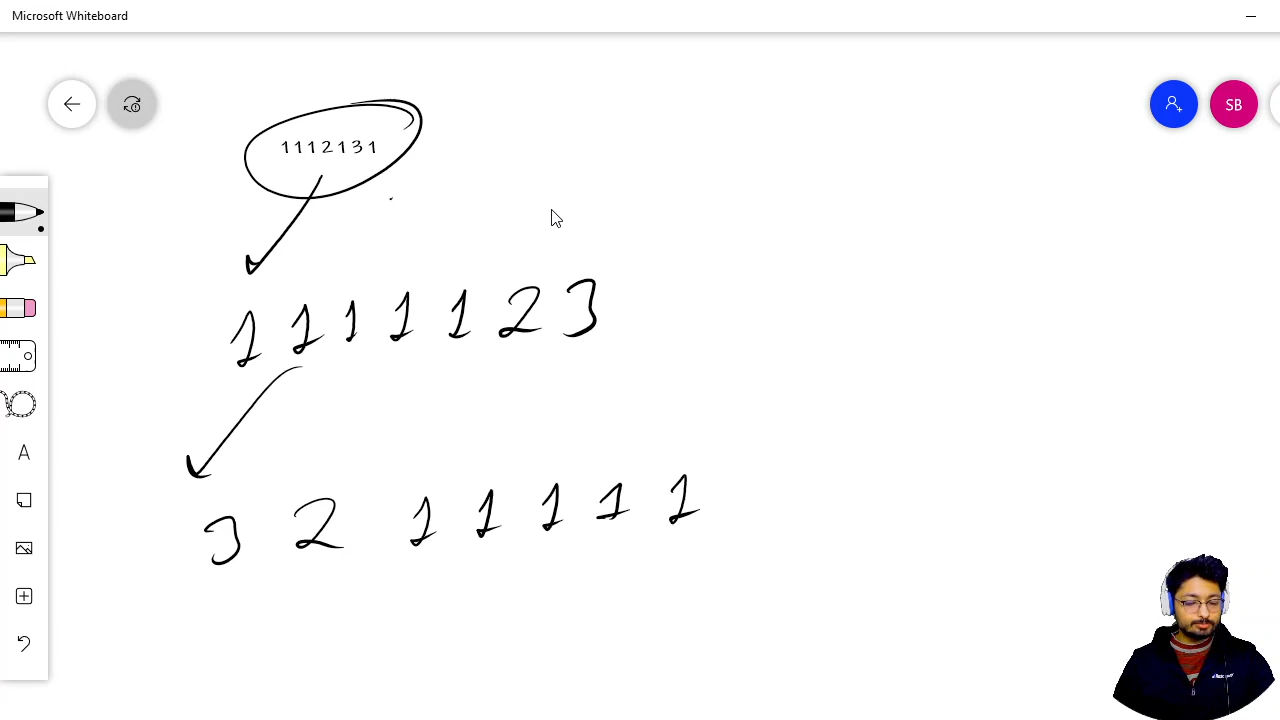 Microsoft Whiteboard
SB
1112131
1 1 1 1 1 2 3
3 2 1 1 1 1 1
A